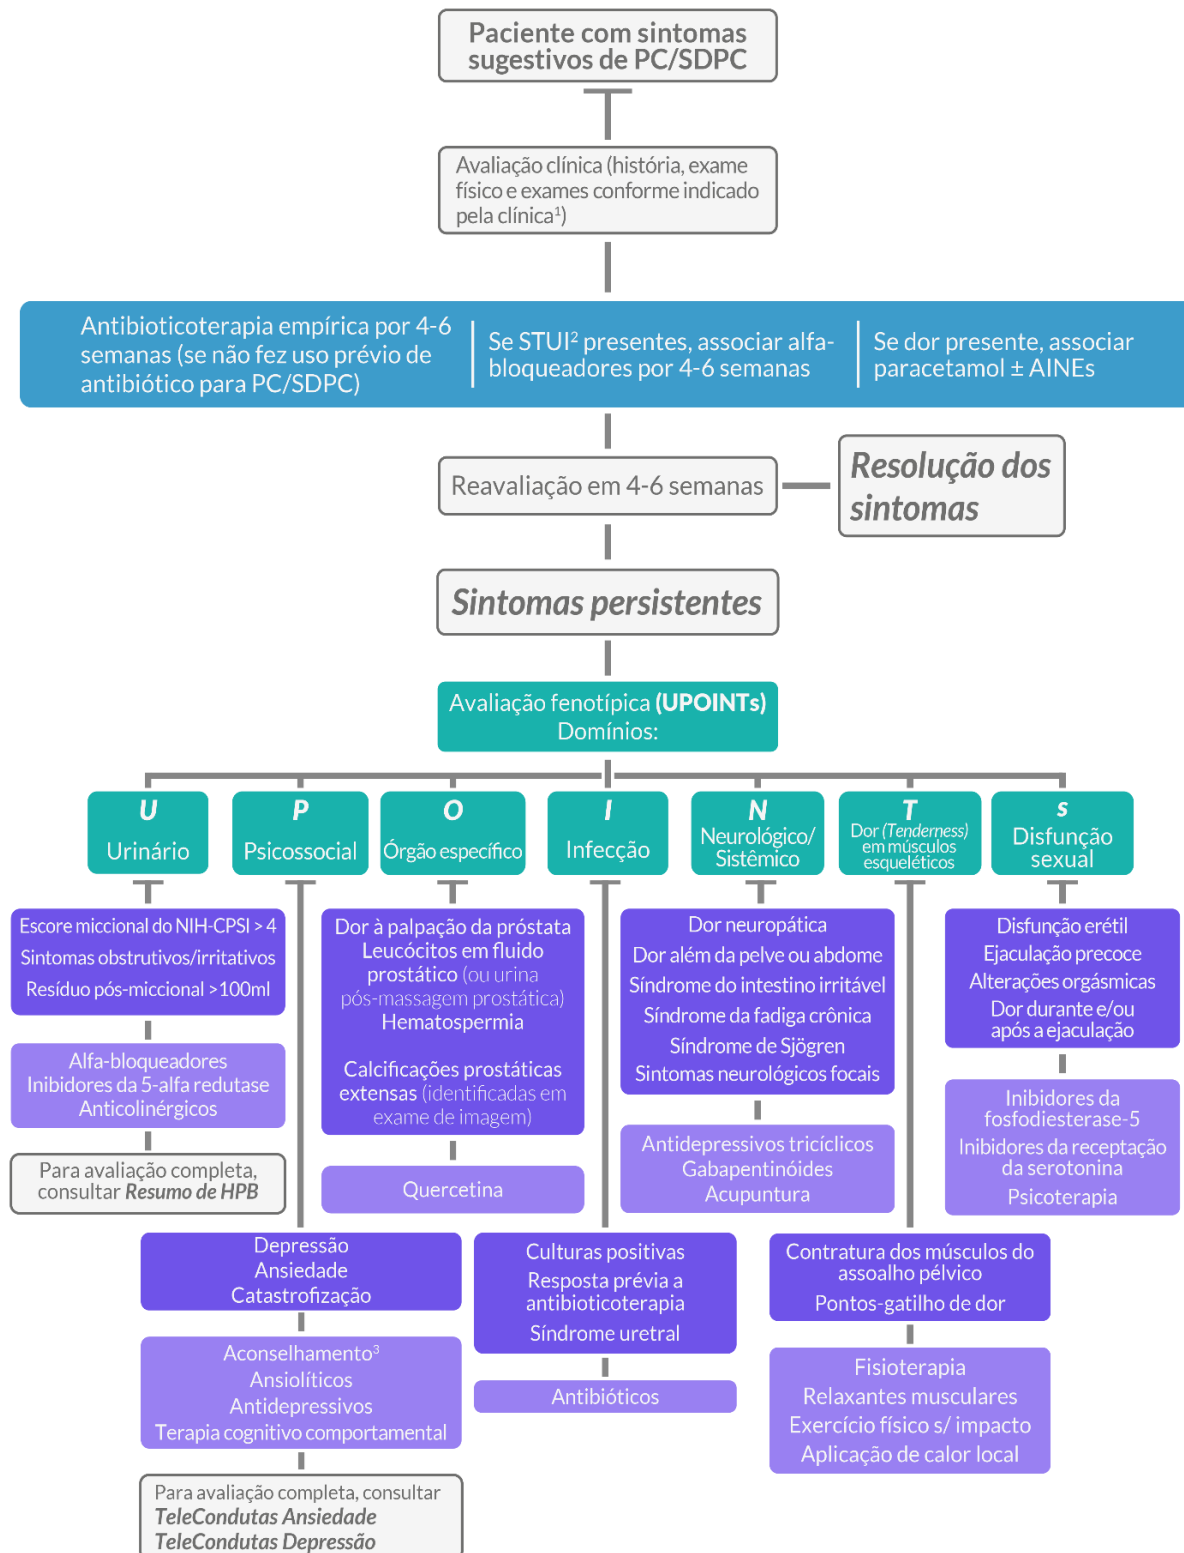 Paciente com sintomas
sugestivos de PC/SDPC
Avaliação clínica (história, exame
físico e exames conforme indicado
pela clínica¹)
Antibioticoterapia empírica por 4-6
semanas (se não fez uso prévio de
antibiótico para PC/SDPC)
Se STUI² presentes, associar alfa-
bloqueadores por 4-6 semanas
Se dor presente, associar
paracetamol ± AINEs
Reavaliação em 4-6 semanas
Resolução dos
sintomas
Sintomas persistentes
Avaliação fenotípica (UPOINTs)
Domínios:
U
Urinário
P
Psicossocial
O
Órgão específico
I
Infecção
N
Neurológico/
Sistêmico
T
Dor (Tenderness)
em músculos
esqueléticos
s
Disfunção
sexual
Escore miccional do NIH-CPSI > 4
Sintomas obstrutivos/irritativos
Resíduo pós-miccional >100ml
Alfa-bloqueadores
Inibidores da 5-alfa redutase
Anticolinérgicos
Para avaliação completa,
consultar Resumo de HPB
Dor à palpação da próstata
Leucócitos em fluido
prostático (ou urina
pós-massagem prostática)
Hematospermia
Calcificações prostáticas
extensas (identificadas em
exame de imagem)
Quercetina
Dor neuropática
Dor além da pelve ou abdome
Síndrome do intestino irritável
Síndrome da fadiga crônica
Síndrome de Sjögren
Sintomas neurológicos focais
Antidepressivos tricíclicos
Gabapentinóides
Acupuntura
Disfunção erétil
Ejaculação precoce
Alterações orgásmicas
Dor durante e/ou
após a ejaculação
Inibidores da
fosfodiesterase-5
Inibidores da receptação
da serotonina
Psicoterapia
Depressão
Ansiedade
Catastrofização
Aconselhamento³
Ansiolíticos
Antidepressivos
Terapia cognitivo comportamental
Para avaliação completa, consultar
TeleCondutas Ansiedade
TeleCondutas Depressão
Culturas positivas
Resposta prévia a
antibioticoterapia
Síndrome uretral
Antibióticos
Contratura dos músculos do
assoalho pélvico
Pontos-gatilho de dor
Fisioterapia
Relaxantes musculares
Exercício físico s/ impacto
Aplicação de calor local